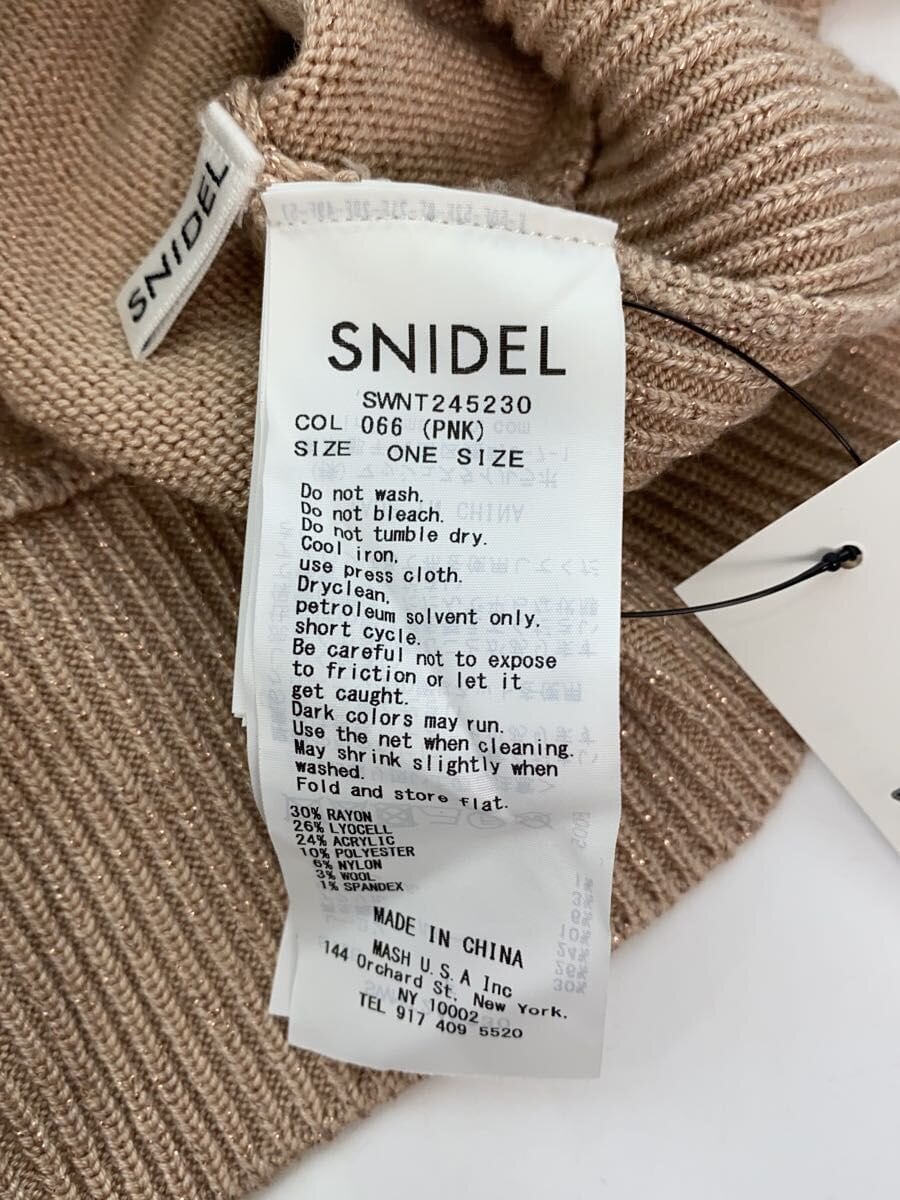 SNIDEL
SNIDEL
SWNT245230
COL 066 (PNK)
SIZE ONE SIZE
Do not wash.
Do not bleach.
Do not tumble dry.
Cool iron,
use press cloth.
Dryclean,
petroleum solvent only.
short cycle.
Be careful not to expose
to friction or let it
get caught.
Dark colors may run.
Use the net when cleaning.
May shrink slightly when
washed.
Fold and store flat.
30% RAYON
26% LYOCELL
24% ACRYLIC
10% POLYESTER
6% NYLON
3% WOOL
1% SPANDEX
MADE IN CHINA
MASH U.S.A Inc
144 Orchard St. New York.
NY 10002
TEL 917 409 5520